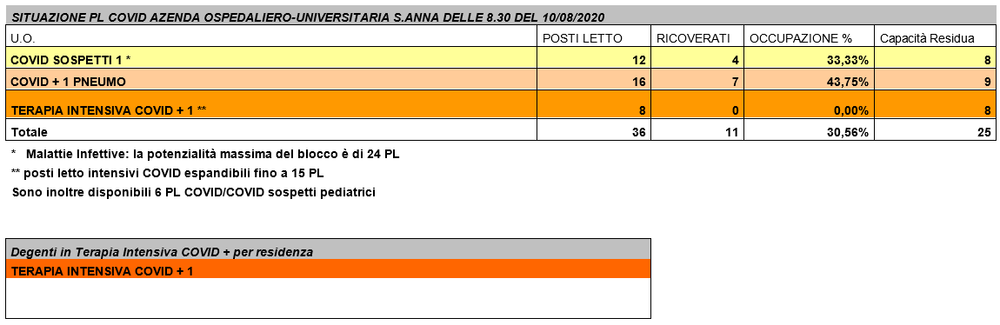 SITUAZIONE PL COVID AZENDA OSPEDALIERO-UNIVERSITARIA S.ANNA DELLE 8.30 DEL 10/08/2020
U.O. POSTI LETTO RICOVERATI OCCUPAZIONE % Capacità Residua
COVID SOSPETTI 1 * 12 4 33,33% 8
COVID + 1 PNEUMO 16 7 43,75% 9
TERAPIA INTENSIVA COVID + 1 ** 8 0 0,00% 8
Totale 36 11 30,56% 25
* Malattie Infettive: la potenzialità massima del blocco è di 24 PL
** posti letto intensivi COVID espandibili fino a 15 PL
Sono inoltre disponibili 6 PL COVID/COVID sospetti pediatrici
Degenti in Terapia Intensiva COVID + per residenza
TERAPIA INTENSIVA COVID + 1